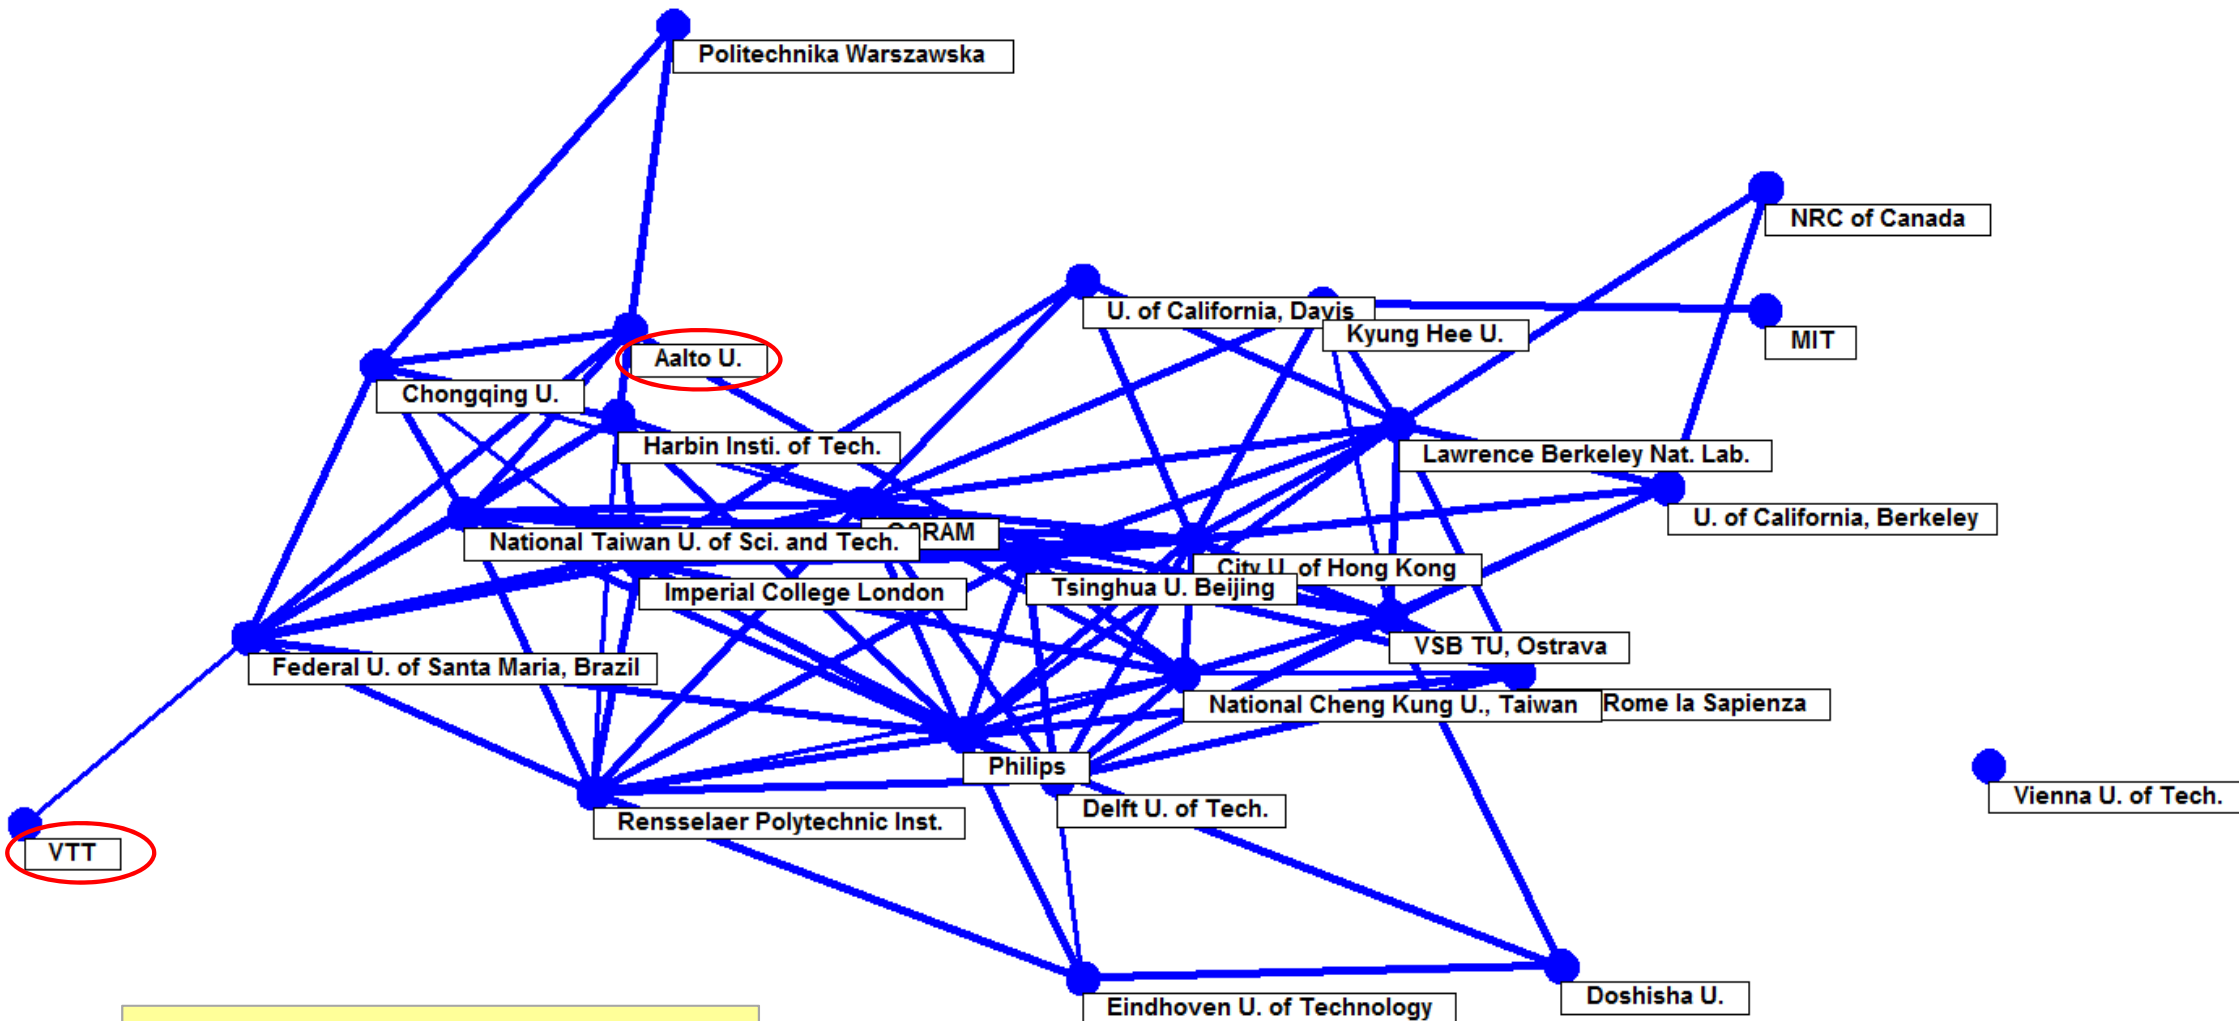 Politechnika Warszawska
NRC of Canada
U. of California, Davis
Kyung Hee U.
MIT
Aalto U.
Chongqing U.
Harbin Insti. of Tech.
Lawrence Berkeley Nat. Lab.
U. of California, Berkeley
National Taiwan U. of Sci. and Tech.
City U. of Hong Kong
Imperial College London
Tsinghua U. Beijing
VSB TU, Ostrava
Federal U. of Santa Maria, Brazil
National Cheng Kung U., Taiwan
Rome la Sapienza
Philips
Vienna U. of Tech.
Delft U. of Tech.
Rensselaer Polytechnic Inst.
VTT
Doshisha U.
Eindhoven U. of Technology